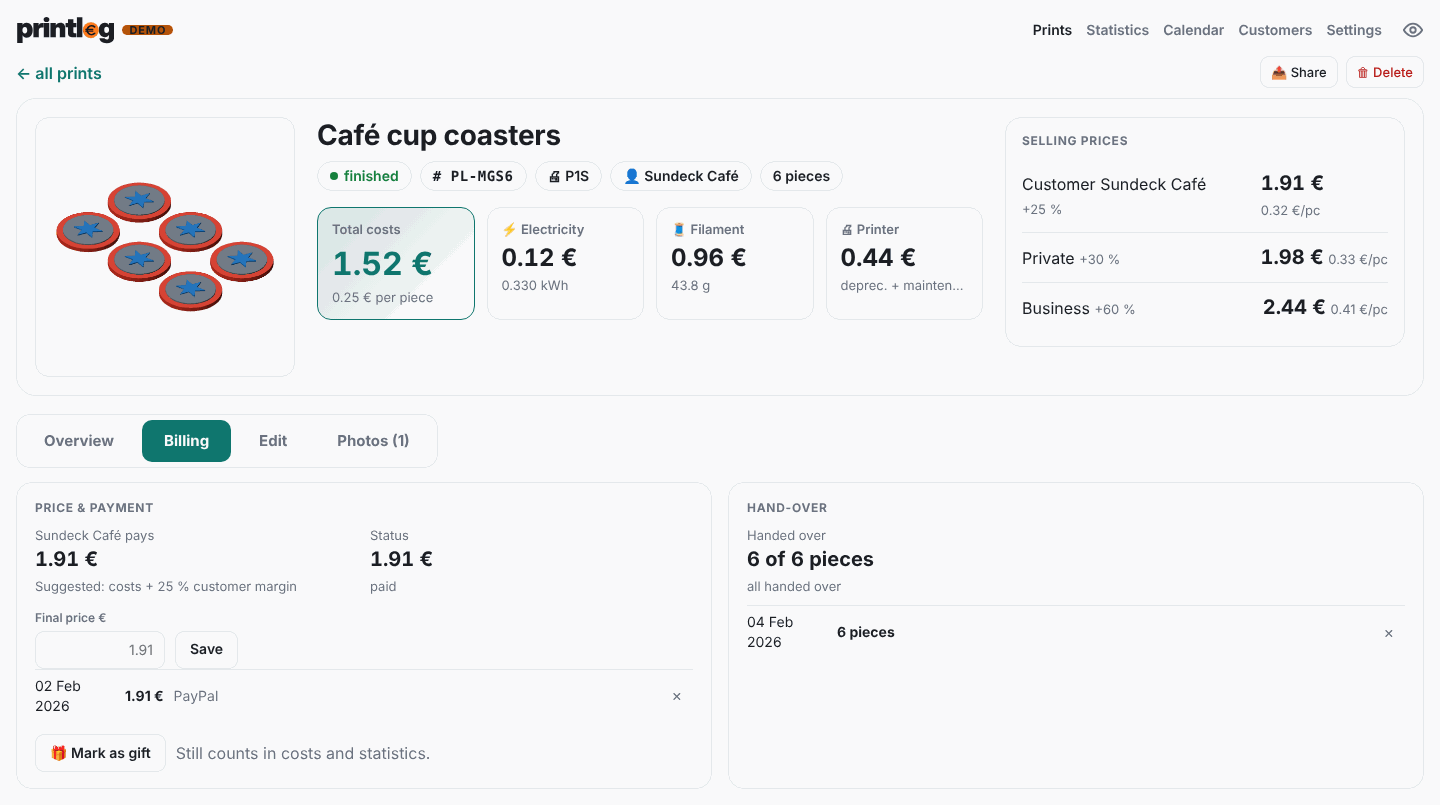 printl€g DEMO
Prints Statistics Calendar Customers Settings
← all prints
📤 Share 🗑 Delete
Café cup coasters
finished # PL-MGS6 🖨 P1S 👤 Sundeck Café 6 pieces
Total costs
1.52 €
0.25 € per piece
⚡ Electricity
0.12 €
0.330 kWh
🧵 Filament
0.96 €
43.8 g
🖨 Printer
0.44 €
deprec. + mainten...
SELLING PRICES
Customer Sundeck Café 1.91 €
+25 % 0.32 €/pc
Private +30 % 1.98 € 0.33 €/pc
Business +60 % 2.44 € 0.41 €/pc
Overview Billing Edit Photos (1)
PRICE & PAYMENT
Sundeck Café pays
1.91 €
Suggested: costs + 25 % customer margin
Status
1.91 €
paid
Final price €
1.91 Save
02 Feb
2026
1.91 € PayPal ×
🎁 Mark as gift Still counts in costs and statistics.
HAND-OVER
Handed over
6 of 6 pieces
all handed over
04 Feb
2026
6 pieces ×